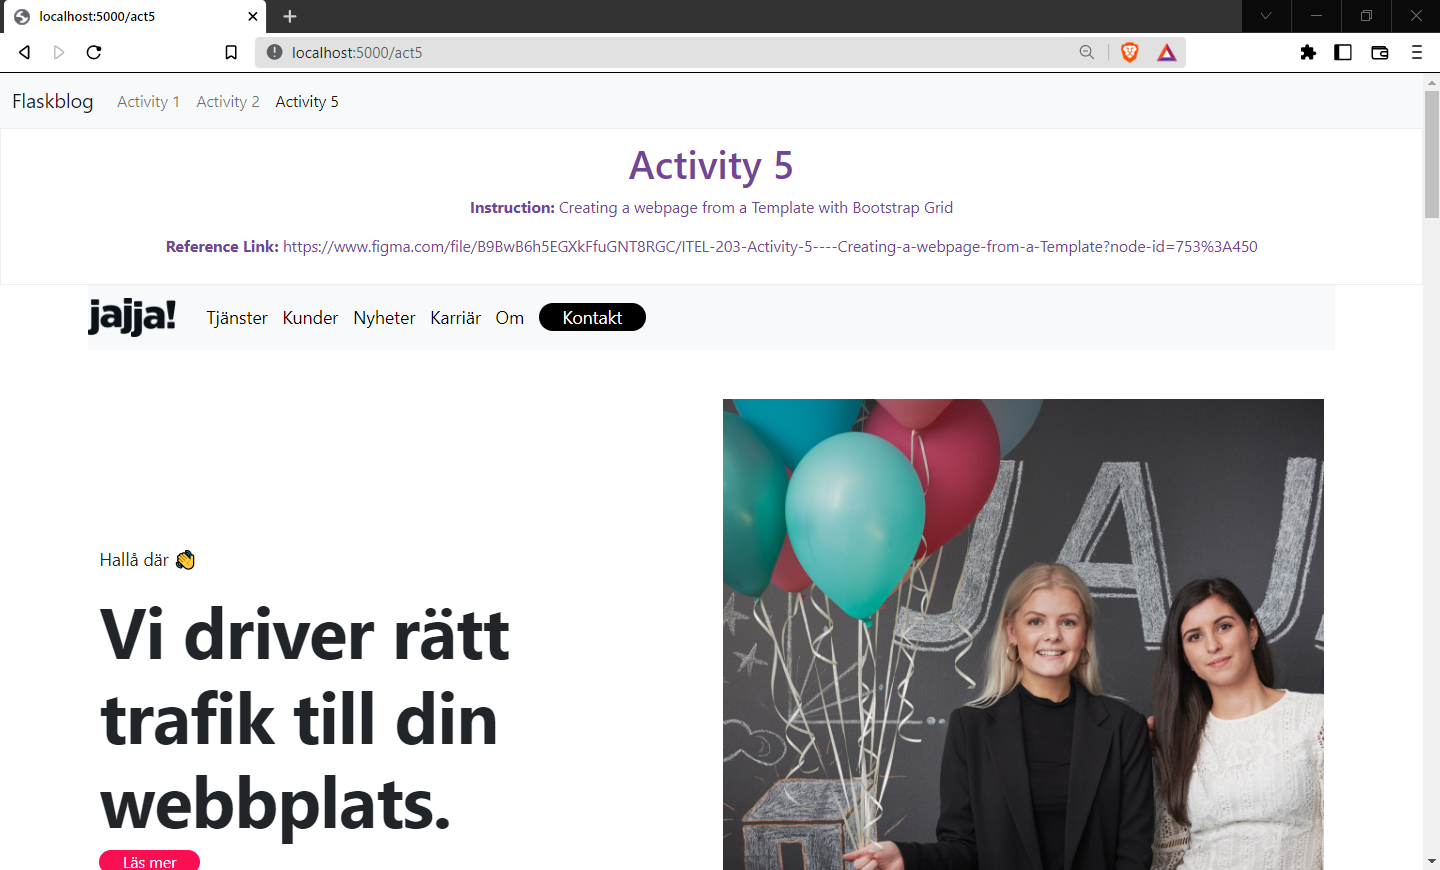 localhost:5000/act5
localhost:5000/act5
Flaskblog Activity 1 Activity 2 Activity 5
Activity 5
Instruction: Creating a webpage from a Template with Bootstrap Grid
Reference Link: https://www.figma.com/file/B9BwB6h5EGXkFfuGNT8RGC/ITEL-203-Activity-5----Creating-a-webpage-from-a-Template?node-id=753%3A450
jajja! Tjänster Kunder Nyheter Karriär Om Kontakt
JAJ
Hallå där 👏
Vi driver rätt
trafik till din
webbplats.
Läs mer